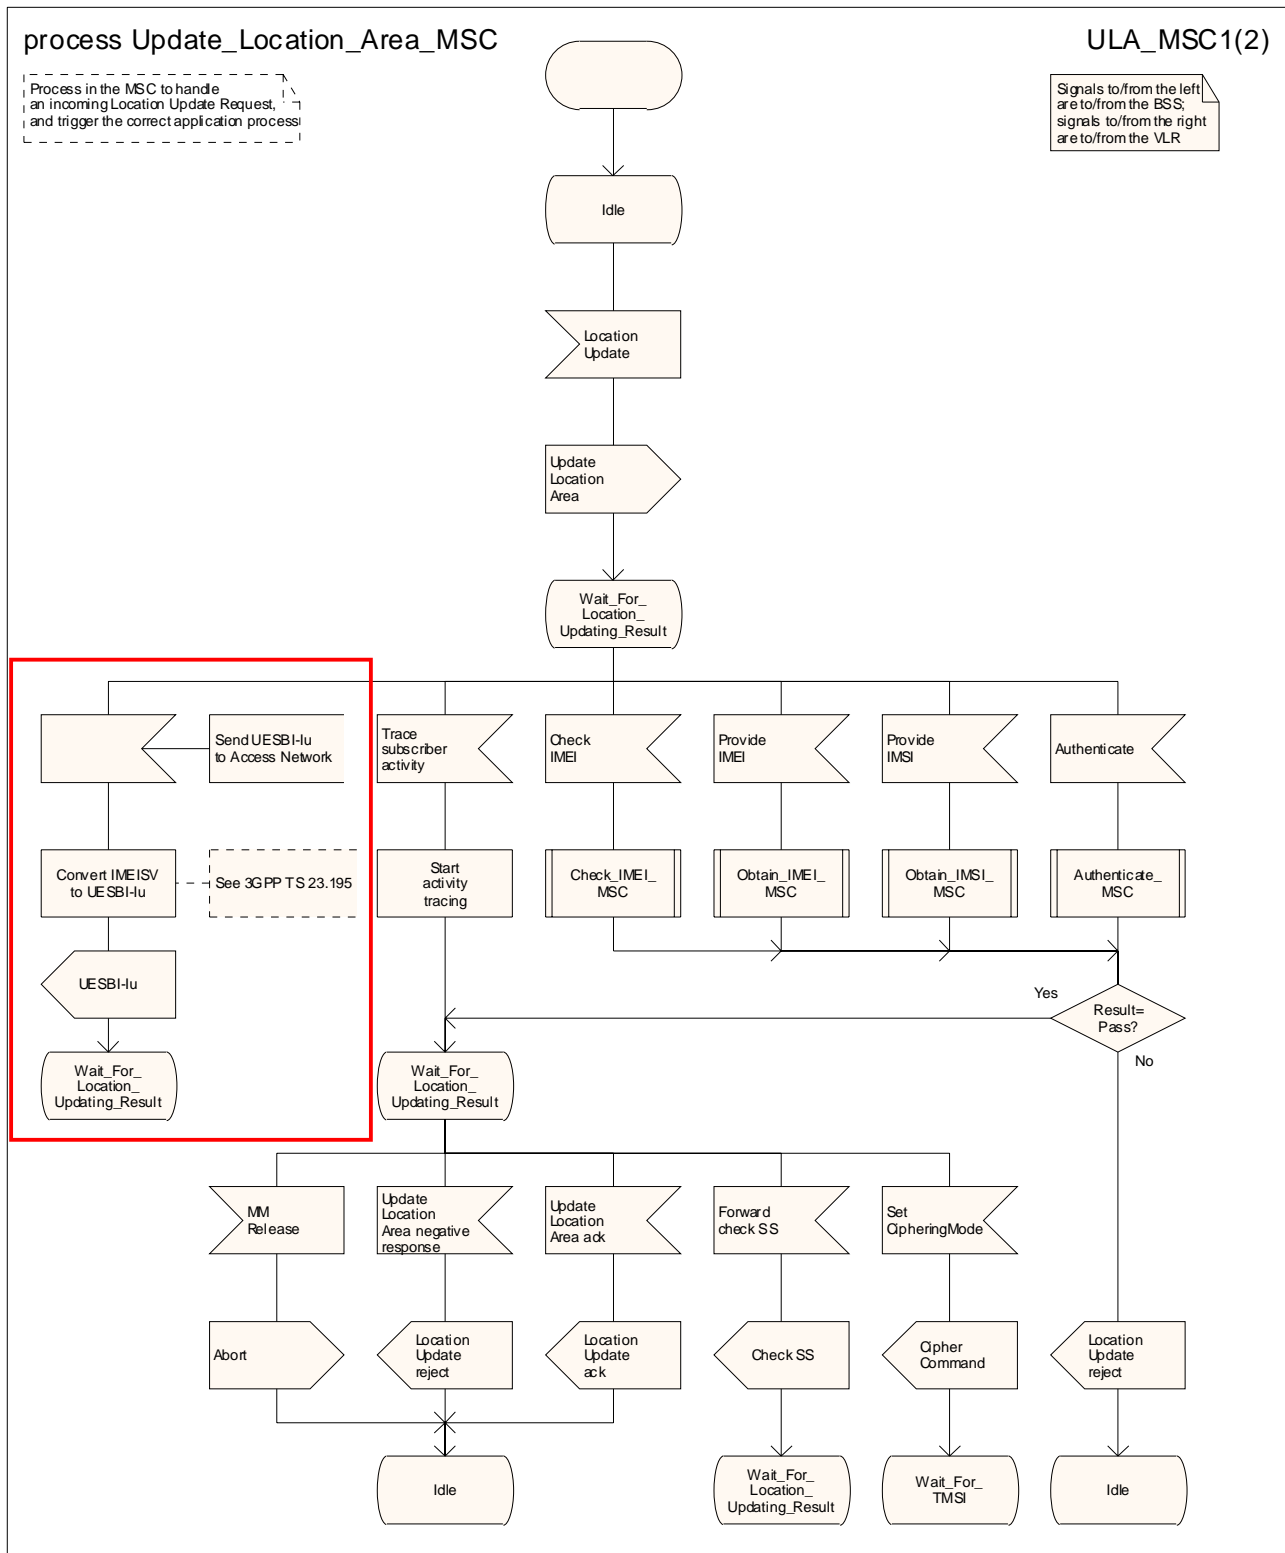 process Update_Location_Area_MSC
ULA_MSC1(2)
Process in the MSC to handle
an incoming Location Update Request,
and trigger the correct application process
Signals to/from the left
are to/from the BSS;
signals to/from the right
are to/from the VLR
Idle
Location
Update
Update
Location
Area
Wait_For_
Location_
Updating_Result
Send UESBI-Iu
to Access Network
Trace
subscriber
activity
Check
IMEI
Provide
IMEI
Provide
IMSI
Authenticate
Convert IMEISV
to UESBI-Iu
See 3GPP TS 23.195
Start
activity
tracing
Check_IMEI_
MSC
Obtain_IMEI_
MSC
Obtain_IMSI_
MSC
Authenticate_
MSC
UESBI-Iu
Yes
Result=
Pass?
No
Wait_For_
Location_
Updating_Result
Wait_For_
Location_
Updating_Result
MM
Release
Update
Location
Area negative
response
Update
Location
Area ack
Forward
check SS
Set
CipheringMode
Abort
Location
Update
reject
Location
Update
ack
Check SS
Cipher
Command
Location
Update
reject
Idle
Wait_For_
Location_
Updating_Result
Wait_For_
TMSI
Idle